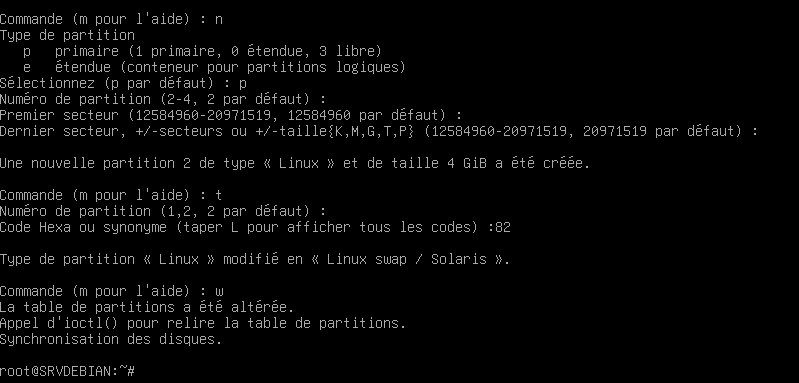 Commande (m pour l'aide) : n
Type de partition
p primaire (1 primaire, 0 étendue, 3 libre)
e étendue (conteneur pour partitions logiques)
Sélectionnez (p par défaut) : p
Numéro de partition (2-4, 2 par défaut) :
Premier secteur (12584960-20971519, 12584960 par défaut) :
Dernier secteur, +/-secteurs ou +/-taille{K,M,G,T,P} (12584960-20971519, 20971519 par défaut) :
Une nouvelle partition 2 de type « Linux » et de taille 4 GiB a été créée.
Commande (m pour l'aide) : t
Numéro de partition (1,2, 2 par défaut) :
Code Hexa ou synonyme (taper L pour afficher tous les codes) :82
Type de partition « Linux » modifié en « Linux swap / Solaris ».
Commande (m pour l'aide) : w
La table de partitions a été altérée.
Appel d'ioctl() pour relire la table de partitions.
Synchronisation des disques.
root@SRVDEBIAN:~#